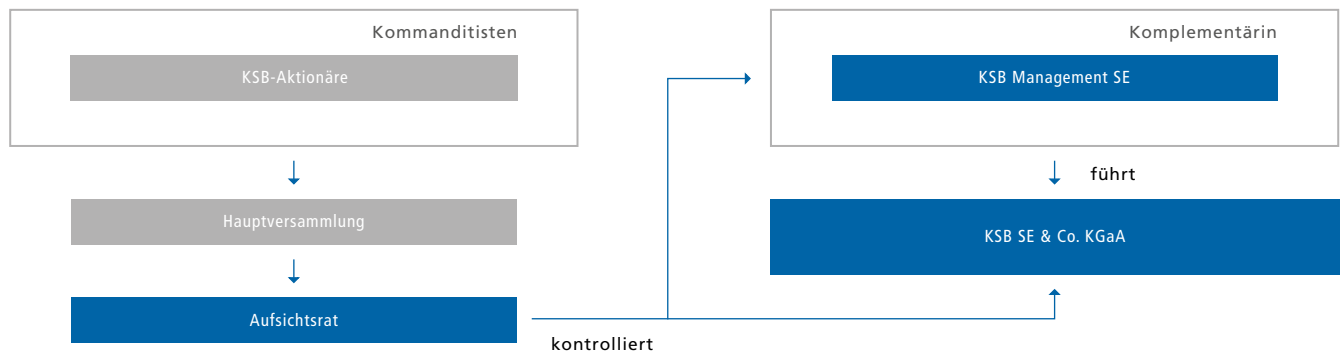 Kommanditisten
KSB-Aktionäre
Hauptversammlung
Aufsichtsrat
kontrolliert
Komplementärin
KSB Management SE
führt
KSB SE & Co. KGaA